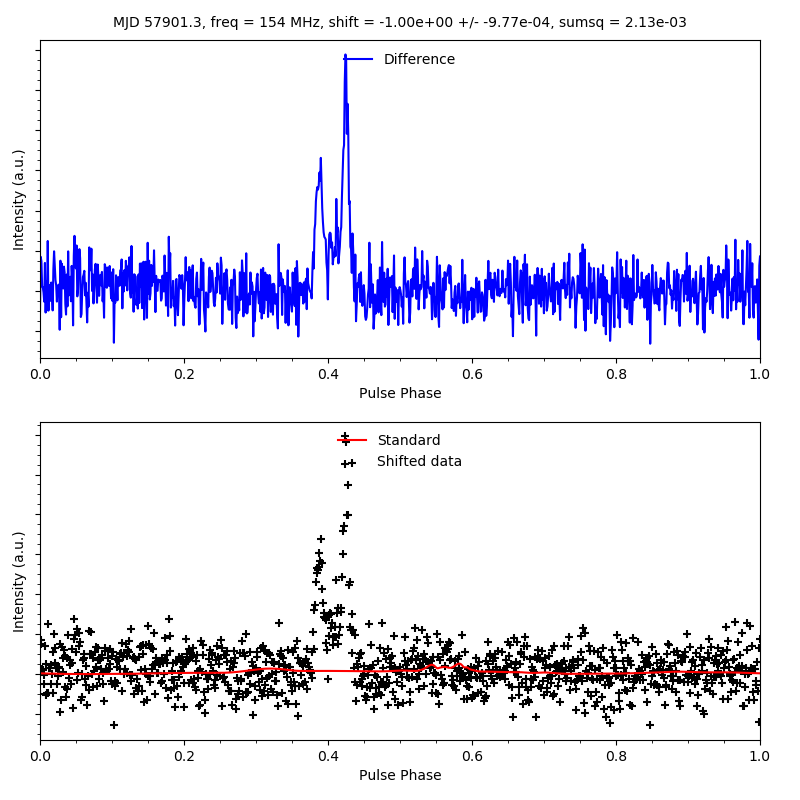 MJD 57901.3, freq = 154 MHz, shift = -1.00e+00 +/- -9.77e-04, sumsq = 2.13e-03
Difference
Intensity (a.u.)
0.0 0.2 0.4 0.6 0.8 1.0
Pulse Phase
Standard
Shifted data
Intensity (a.u.)
0.0 0.2 0.4 0.6 0.8 1.0
Pulse Phase